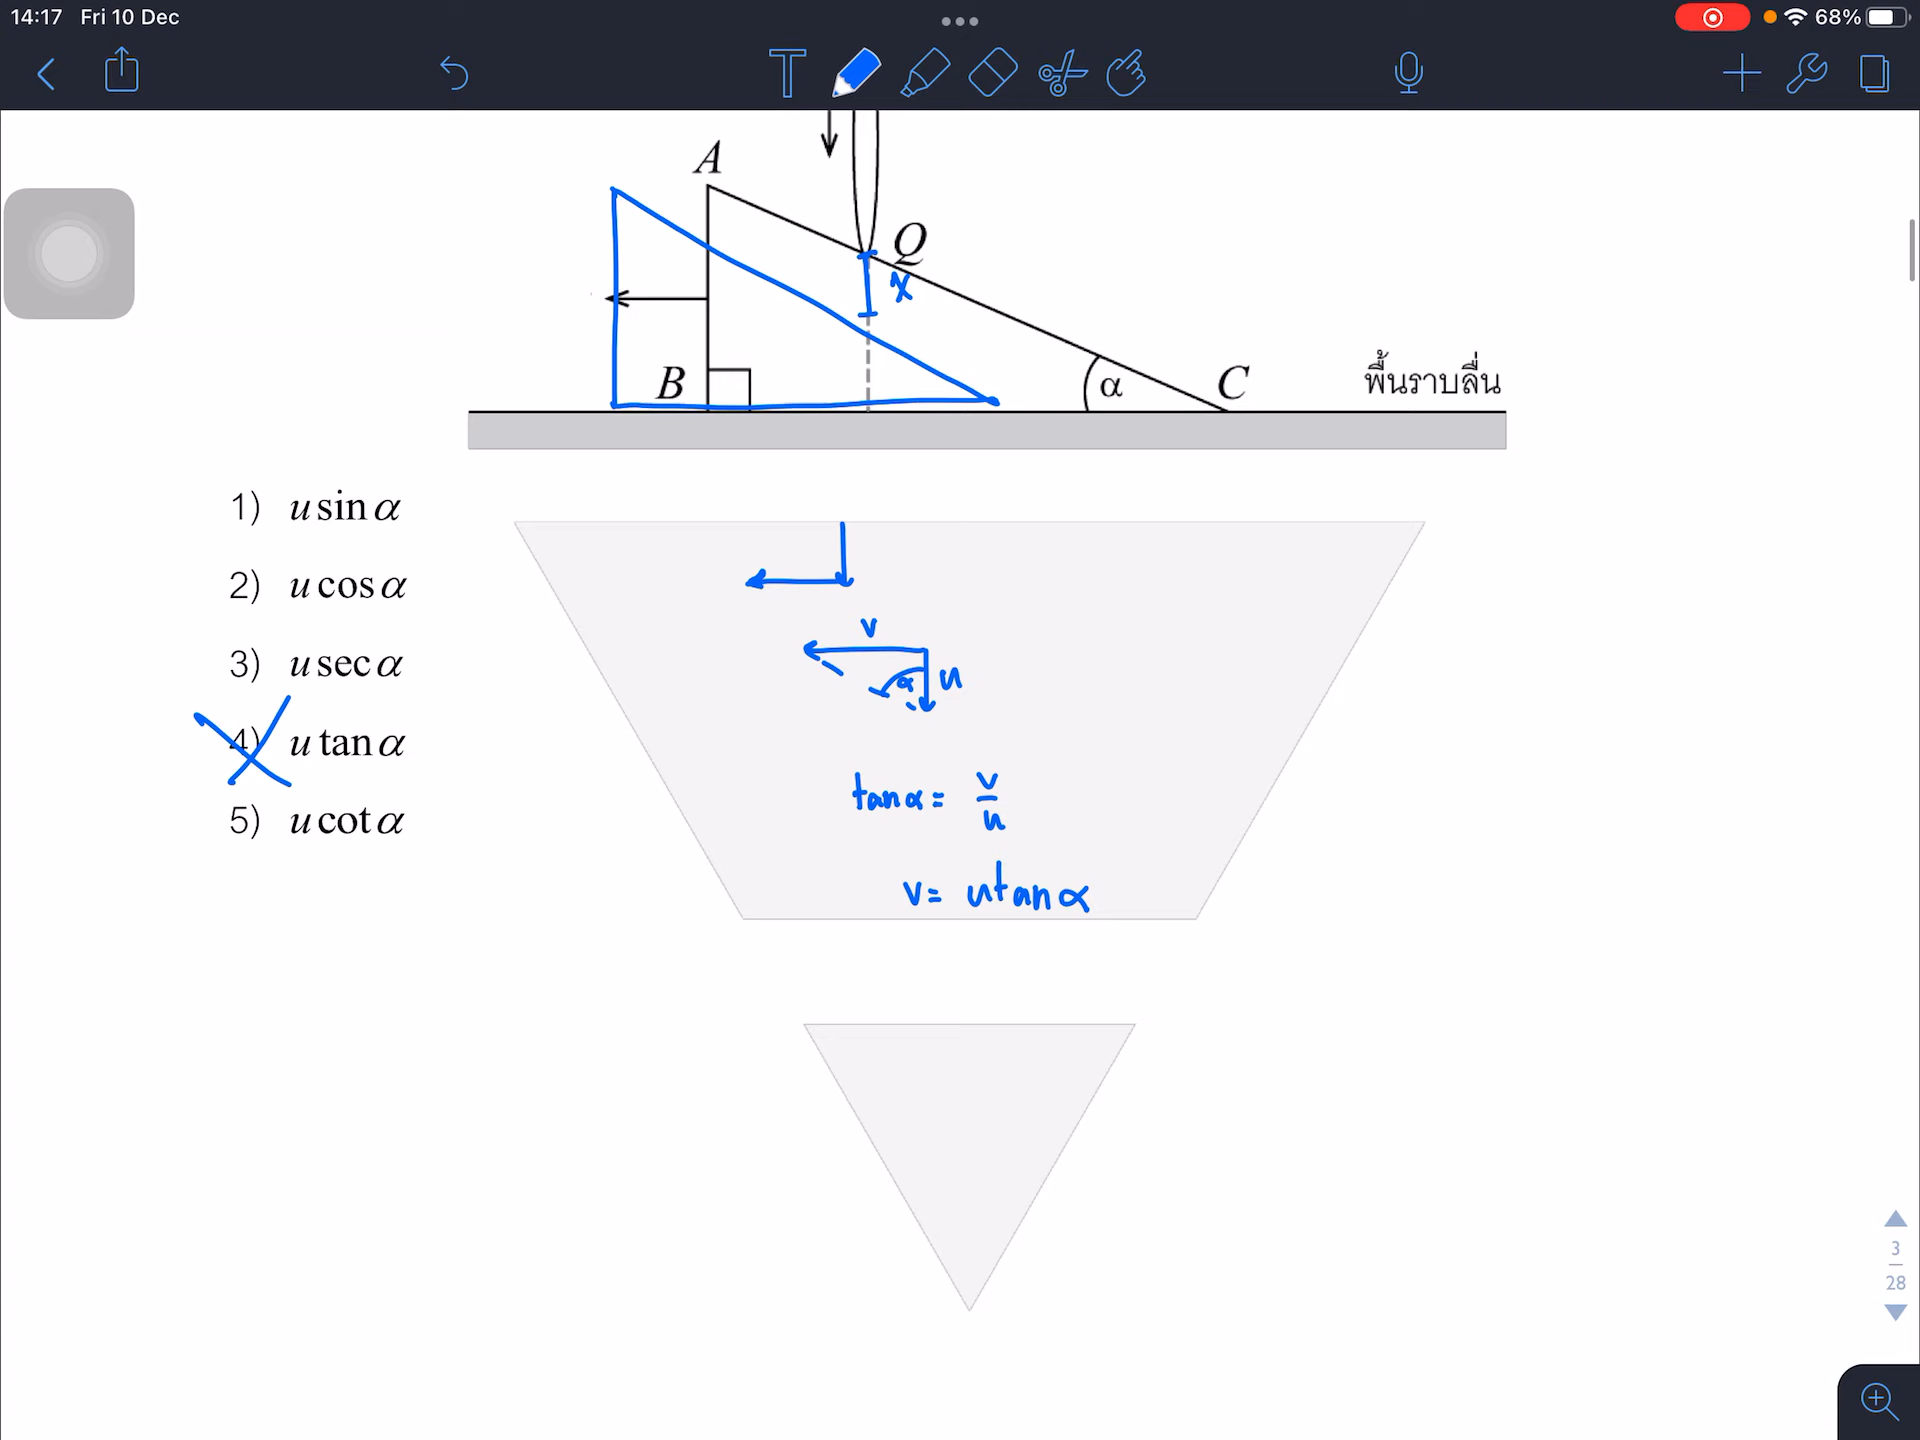 14:17 Fri 10 Dec
68%
A
Q
x
B
α
C
พื้นราบลื่น
1) u sin α
2) u cos α
3) u sec α
4) u tan α
5) u cot α
v
α u
tan α = v/u
v = u tan α
3
28